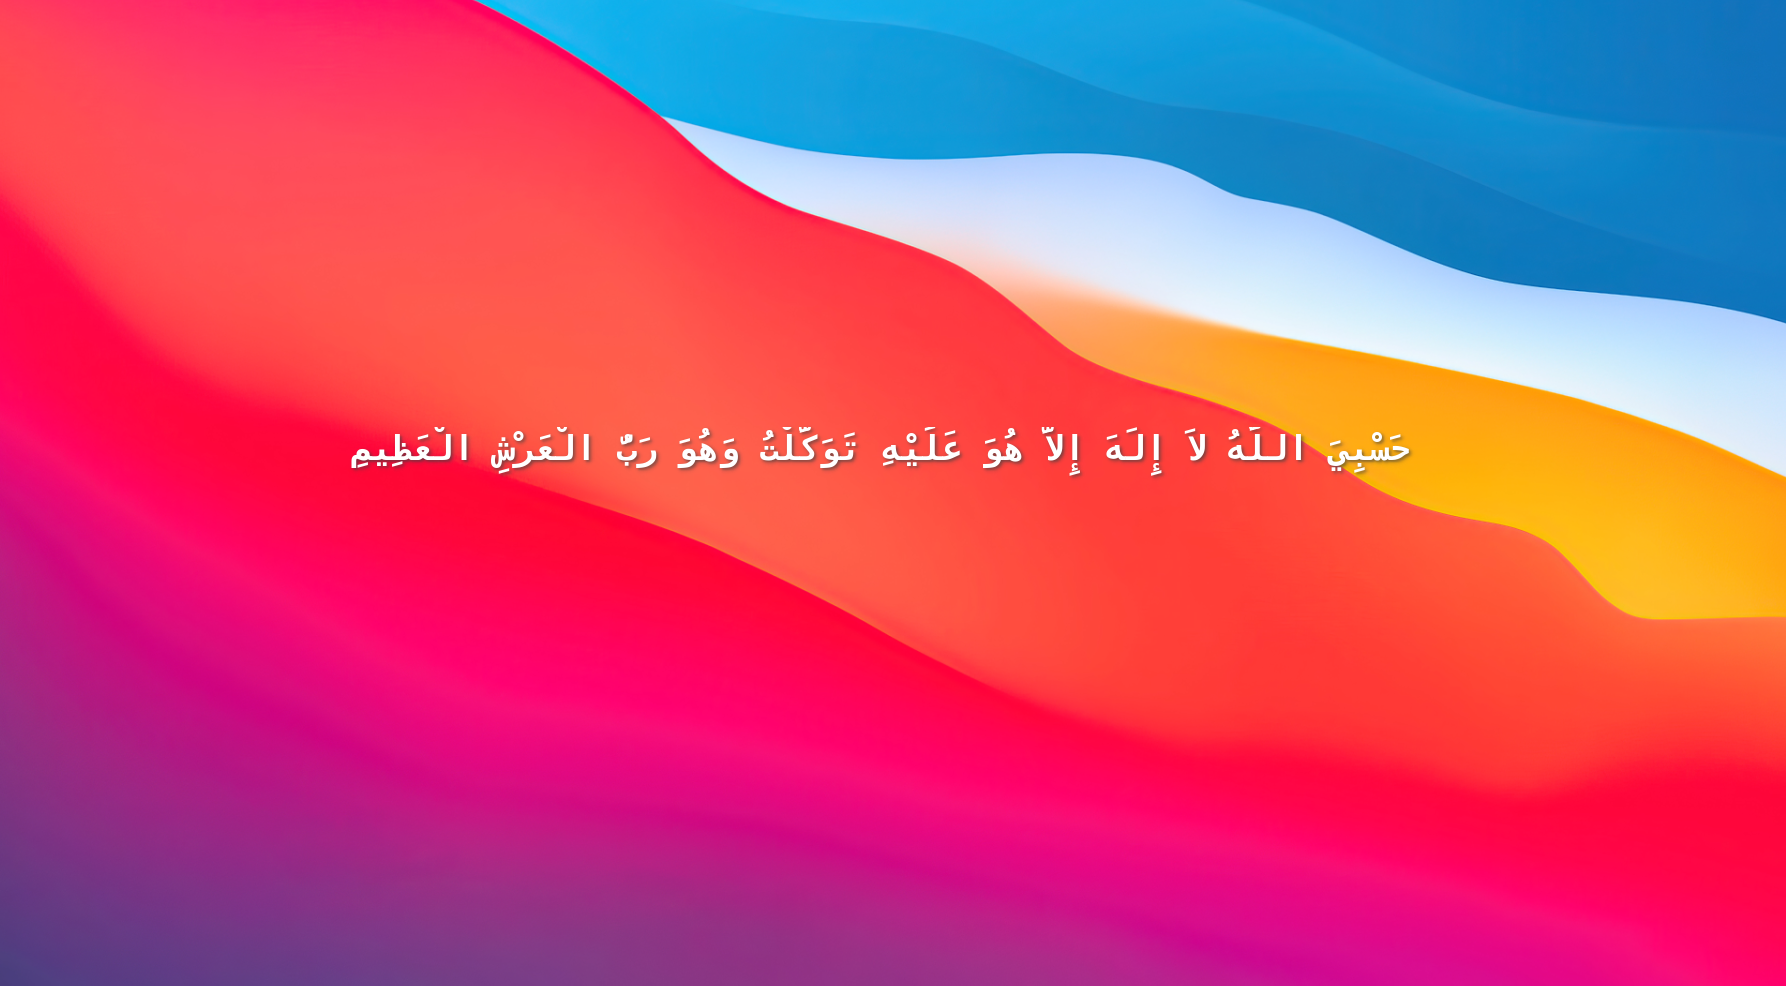 حَسْبِيَ اللَّهُ لاَ إِلَهَ إِلاَّ هُوَ عَلَيْهِ تَوَكَّلْتُ وَهُوَ رَبُّ الْعَرْشِ الْعَظِيمِ